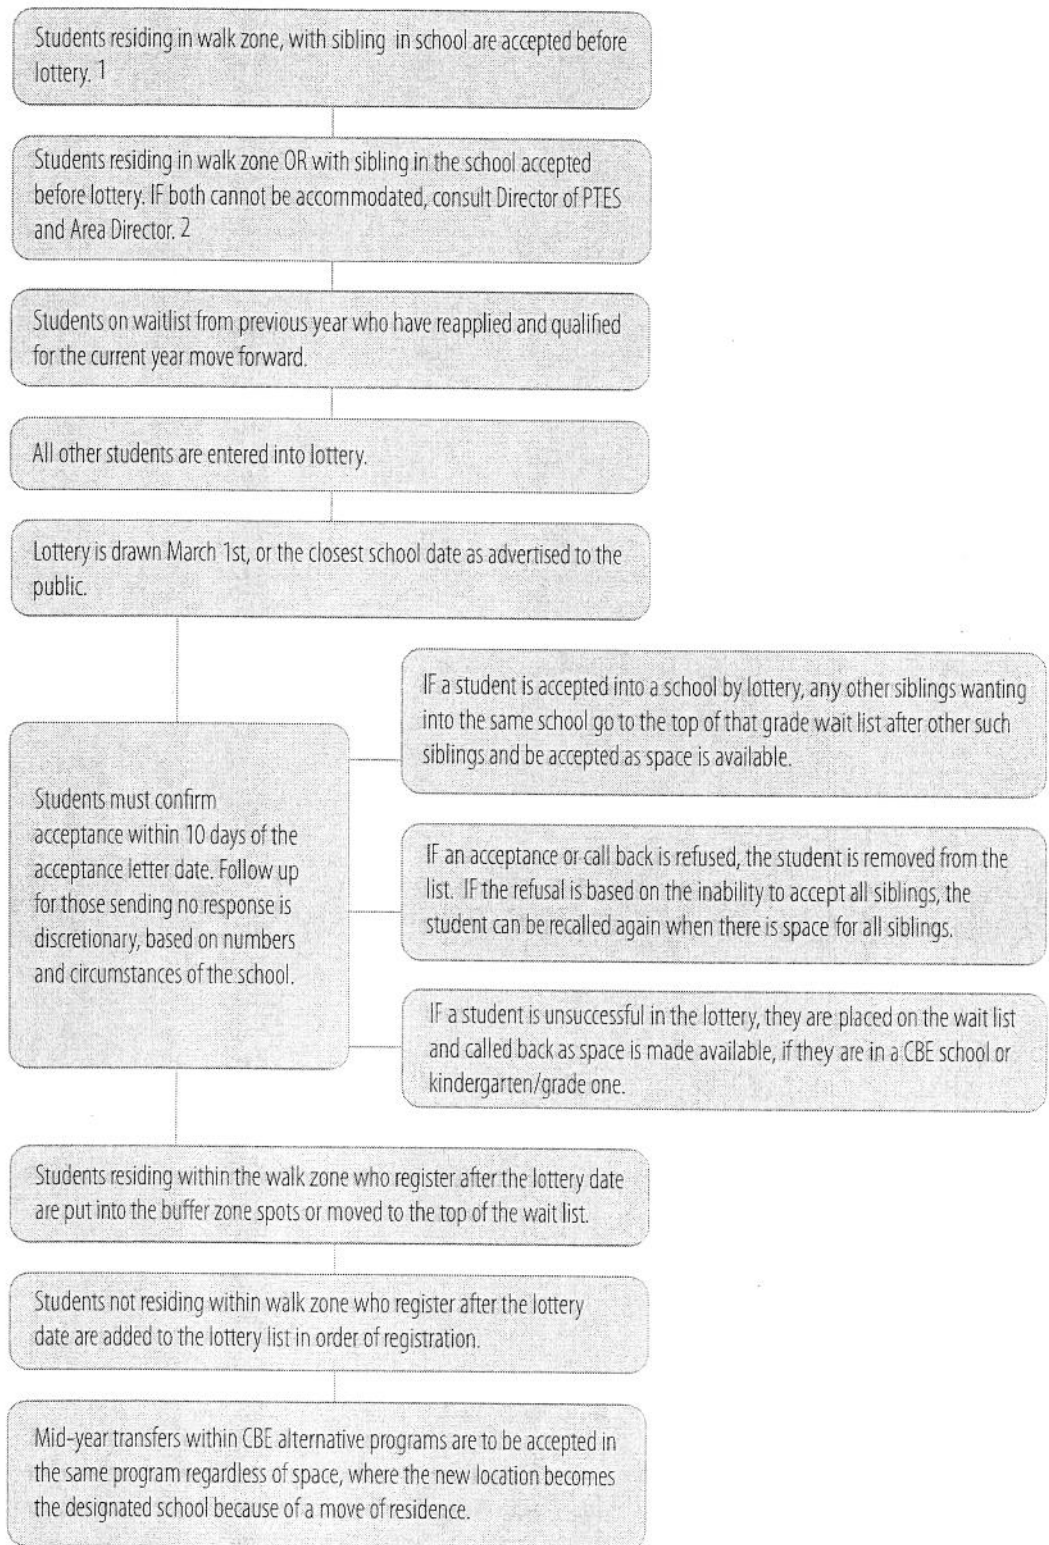 Students residing in walk zone, with sibling in school are accepted before
lottery. 1
Students residing in walk zone OR with sibling in the school accepted
before lottery. IF both cannot be accommodated, consult Director of PTES
and Area Director. 2
Students on waitlist from previous year who have reapplied and qualified
for the current year move forward.
All other students are entered into lottery.
Lottery is drawn March 1st, or the closest school date as advertised to the
public.
Students must confirm
acceptance within 10 days of the
acceptance letter date. Follow up
for those sending no response is
discretionary, based on numbers
and circumstances of the school.
IF a student is accepted into a school by lottery, any other siblings wanting
into the same school go to the top of that grade wait list after other such
siblings and be accepted as space is available.
IF an acceptance or call back is refused, the student is removed from the
list. IF the refusal is based on the inability to accept all siblings, the
student can be recalled again when there is space for all siblings.
IF a student is unsuccessful in the lottery, they are placed on the wait list
and called back as space is made available, if they are in a CBE school or
kindergarten/grade one.
Students residing within the walk zone who register after the lottery date
are put into the buffer zone spots or moved to the top of the wait list.
Students not residing within walk zone who register after the lottery
date are added to the lottery list in order of registration.
Mid-year transfers within CBE alternative programs are to be accepted in
the same program regardless of space, where the new location becomes
the designated school because of a move of residence.